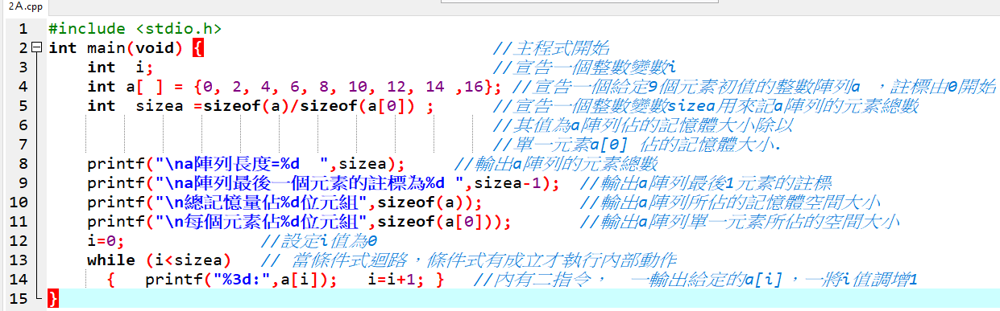 2A.cpp
1 #include <stdio.h>
2 int main(void) { //主程式開始
3 int i; //宣告一個整數變數i
4 int a[ ] = {0, 2, 4, 6, 8, 10, 12, 14 ,16}; //宣告一個給定9個元素初值的整數陣列a ，註標由0開始
5 int sizea =sizeof(a)/sizeof(a[0]) ; //宣告一個整數變數sizea用來記a陣列的元素總數
6 //其值為a陣列佔的記憶體大小除以
7 //單一元素a[0] 佔的記憶體大小.
8 printf("\na陣列長度=%d  ",sizea); //輸出a陣列的元素總數
9 printf("\na陣列最後一個元素的註標為%d ",sizea-1); //輸出a陣列最後1元素的註標
10 printf("\n總記憶量佔%d位元組",sizeof(a)); //輸出a陣列所佔的記憶體空間大小
11 printf("\n每個元素佔%d位元組",sizeof(a[0])); //輸出a陣列單一元素所佔的空間大小
12 i=0; //設定i值為0
13 while (i<sizea) // 當條件式迴路，條件式有成立才執行內部動作
14 { printf("%3d:",a[i]); i=i+1; } //內有二指令， 一輸出給定的a[i]，一將i值調增1
15 }